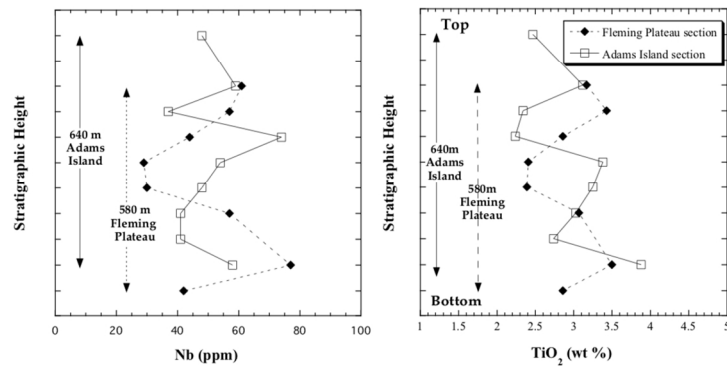 Stratigraphic Height
640 m
Adams
Island
580 m
Fleming
Plateau
0 20 40 60 80 100
Nb (ppm)
Stratigraphic Height
Top
Fleming Plateau section
Adams Island section
640m
Adams
Island
580m
Fleming
Plateau
Bottom
1 1.5 2 2.5 3 3.5 4 4.5 5
TiO2 (wt %)